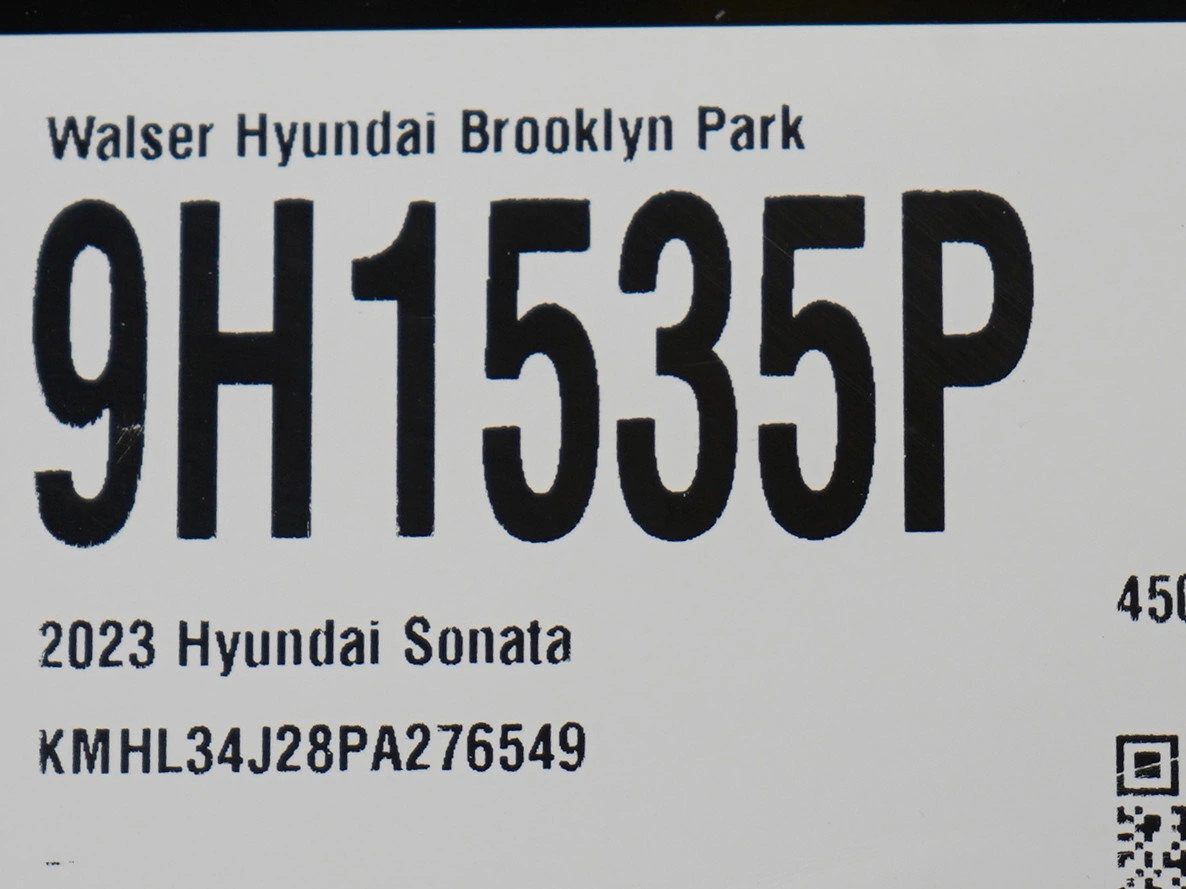 Walser Hyundai Brooklyn Park
9H1535P
2023 Hyundai Sonata
450
KMHL34J28PA276549